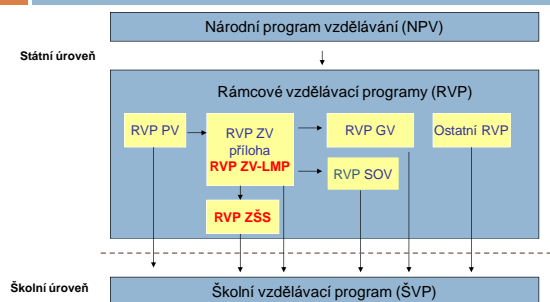 Národní program vzdělávání (NPV)
Státní úroveň
Rámcové vzdělávací programy (RVP)
RVP PV
RVP ZV
příloha
RVP ZV-LMP
RVP GV
Ostatní RVP
RVP SOV
RVP ZŠS
Školní úroveň
Školní vzdělávací program (ŠVP)